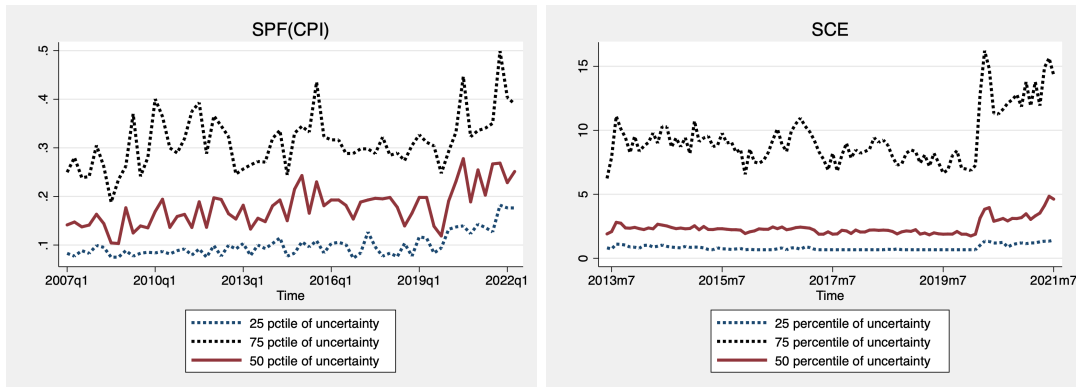 SPF(CPI)
.5
.4
.3
.2
.1
2007q1 2010q1 2013q1 2016q1 2019q1 2022q1
Time
25 pctile of uncertainty
75 pctile of uncertainty
50 pctile of uncertainty
SCE
15
10
5
0
2013m7 2015m7 2017m7 2019m7 2021m7
Time
25 percentile of uncertainty
75 percentile of uncertainty
50 percentile of uncertainty